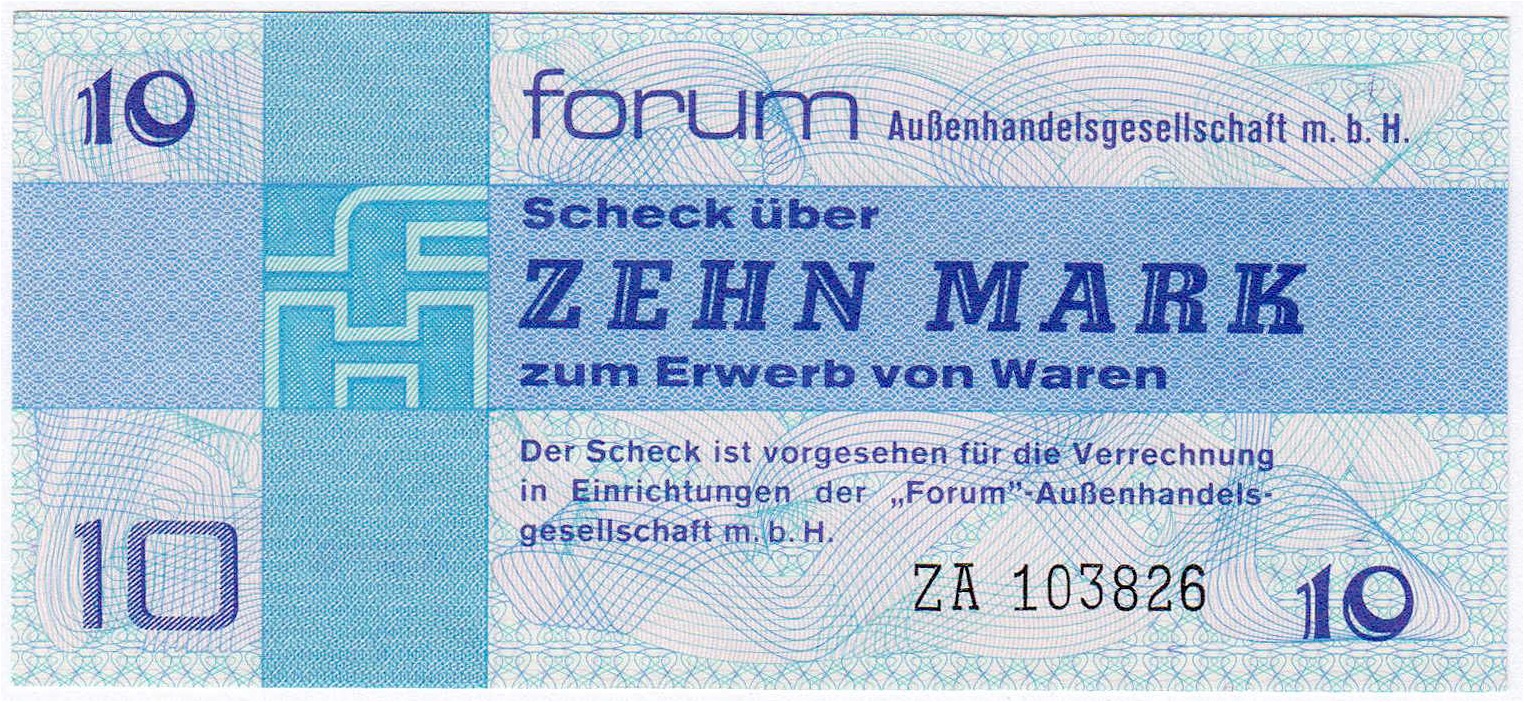 10
forum Außenhandelsgesellschaft m. b. H.
Scheck über
ZEHN MARK
zum Erwerb von Waren
Der Scheck ist vorgesehen für die Verrechnung
in Einrichtungen der „Forum”-Außenhandels-
gesellschaft m. b. H.
10
ZA 103826
10